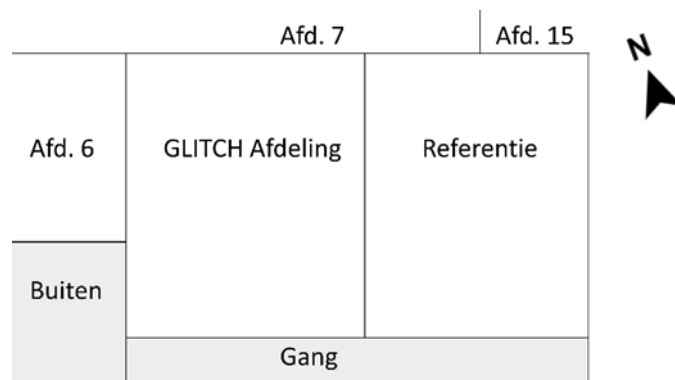 Afd. 7
Afd. 15
N
Afd. 6
GLITCH Afdeling
Referentie
Buiten
Gang